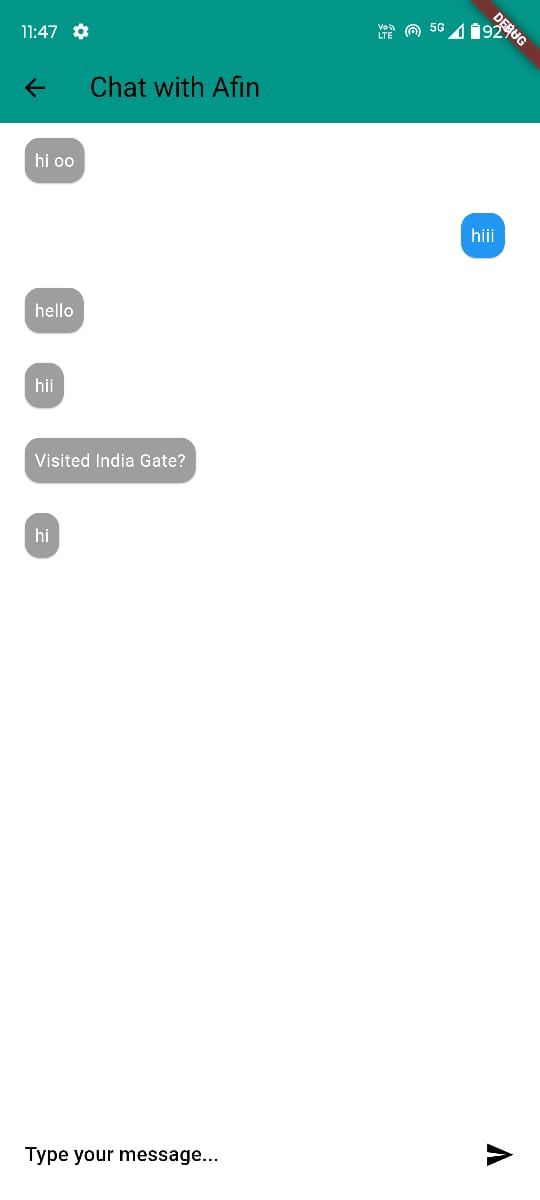 11:47
Vo LTE 5G 92%
DEBUG
Chat with Afin
hi oo
hiii
hello
hii
Visited India Gate?
hi
Type your message...